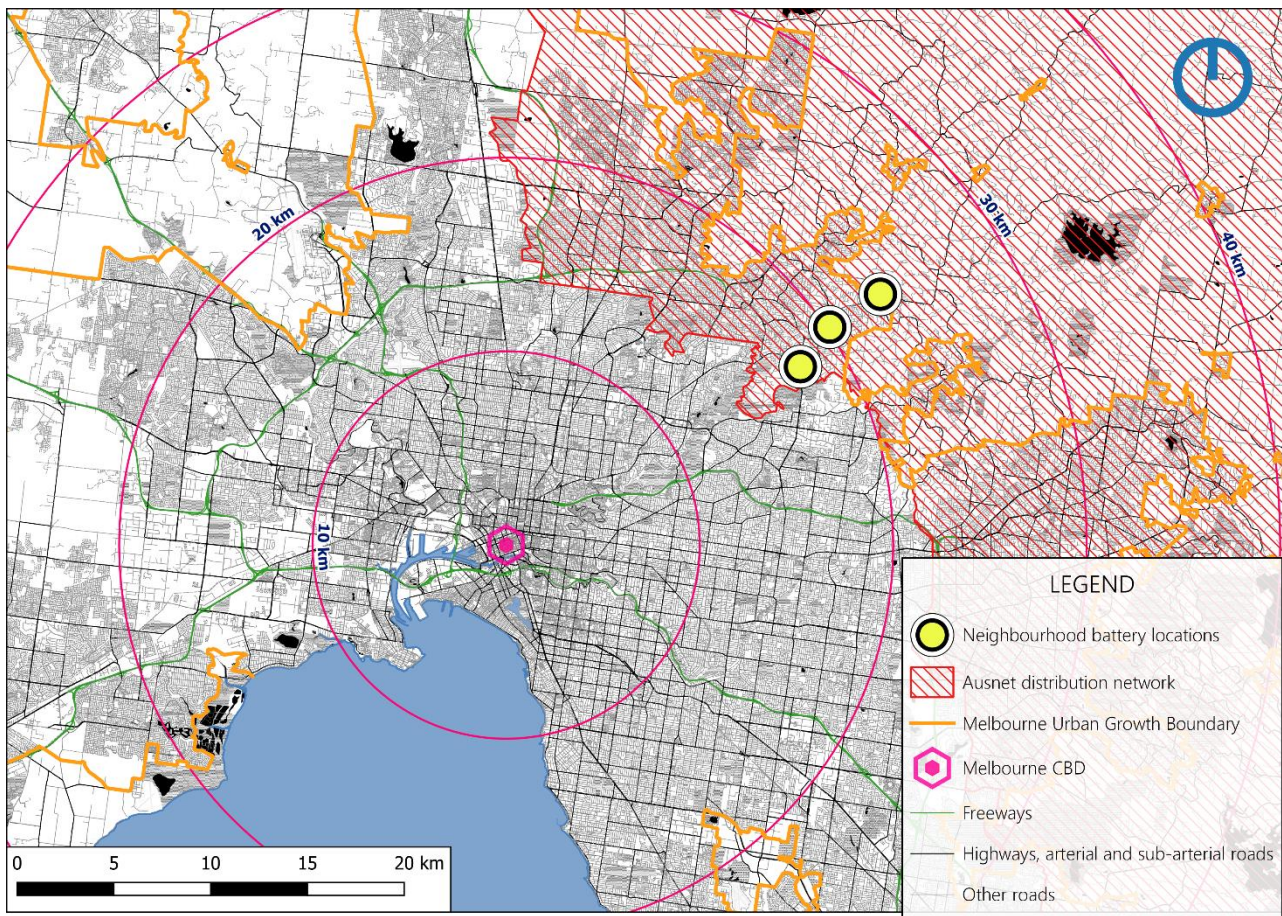 20 km
30 km
40 km
10 km
LEGEND
Neighbourhood battery locations
Ausnet distribution network
Melbourne Urban Growth Boundary
Melbourne CBD
Freeways
Highways, arterial and sub-arterial roads
Other roads
0 5 10 15 20 km